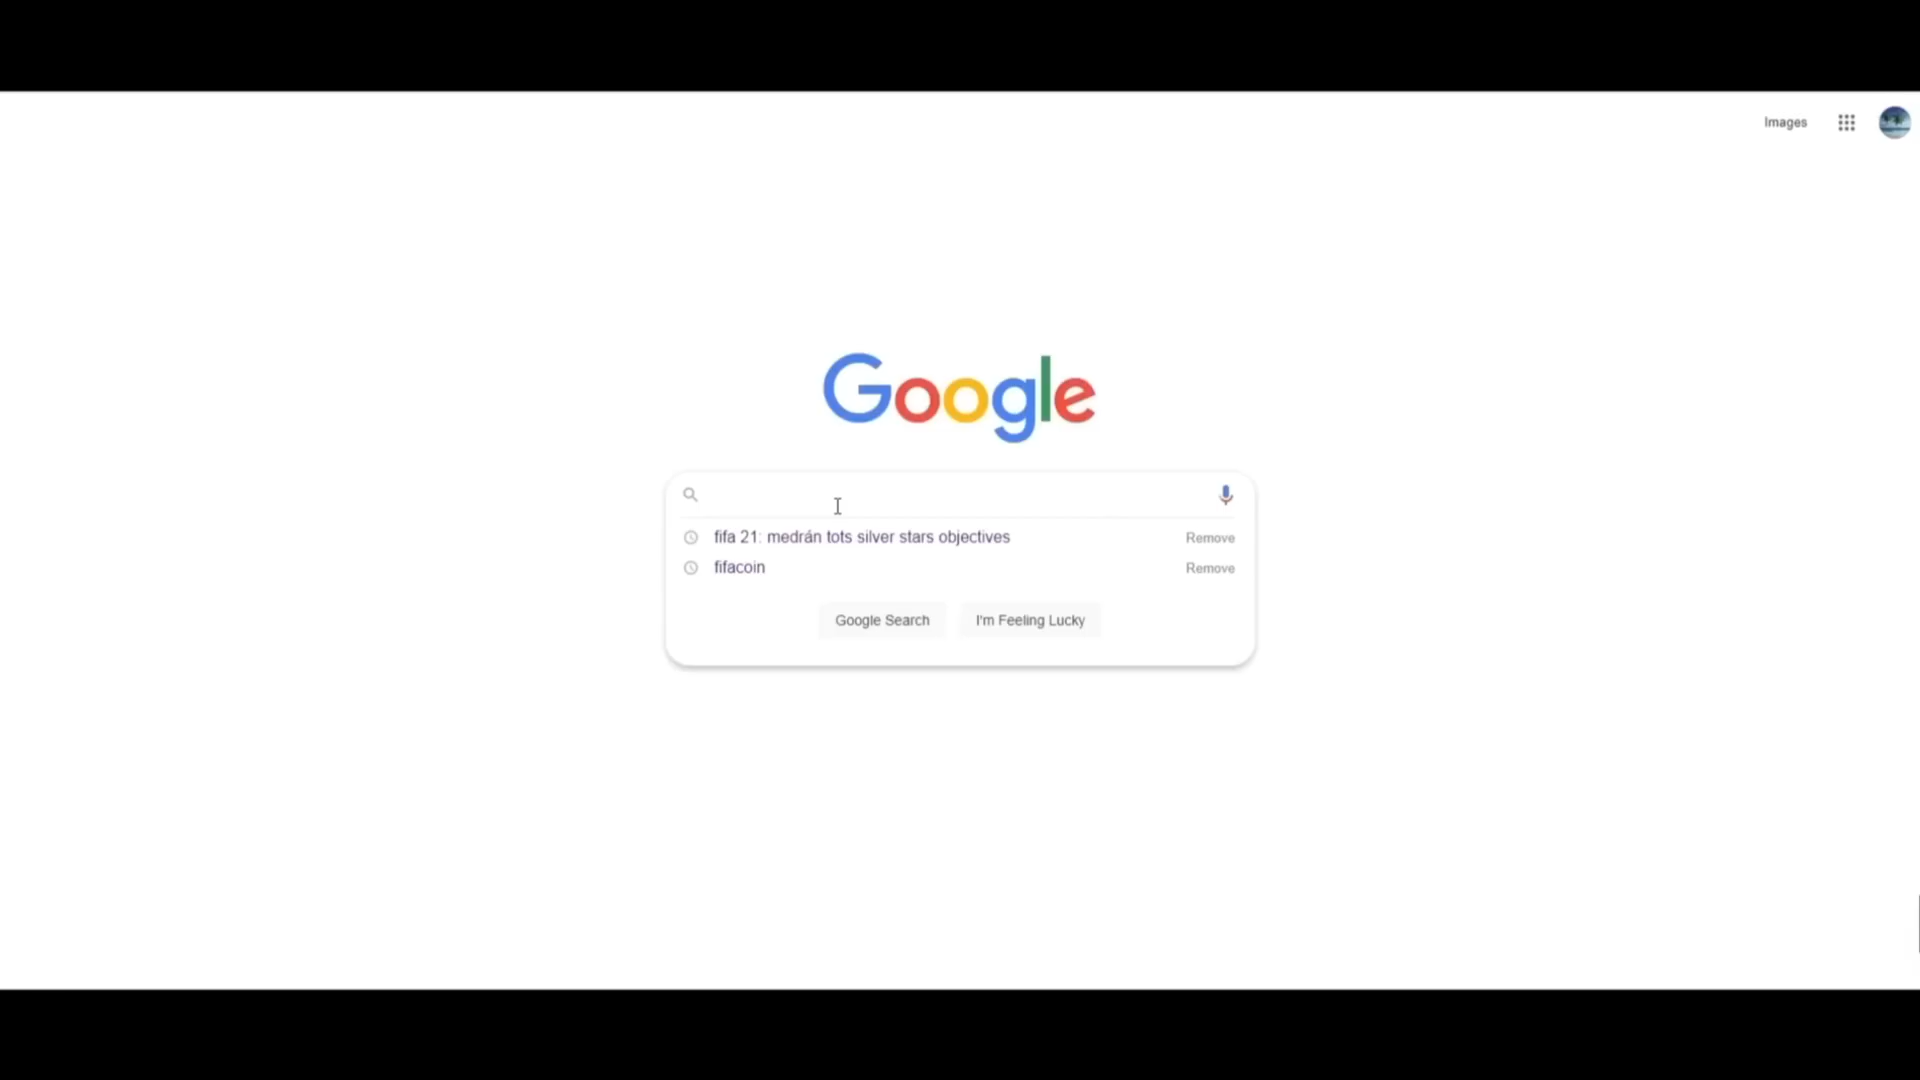 Images
Google
fifa 21: medrán tots silver stars objectives Remove
fifacoin Remove
Google Search I'm Feeling Lucky